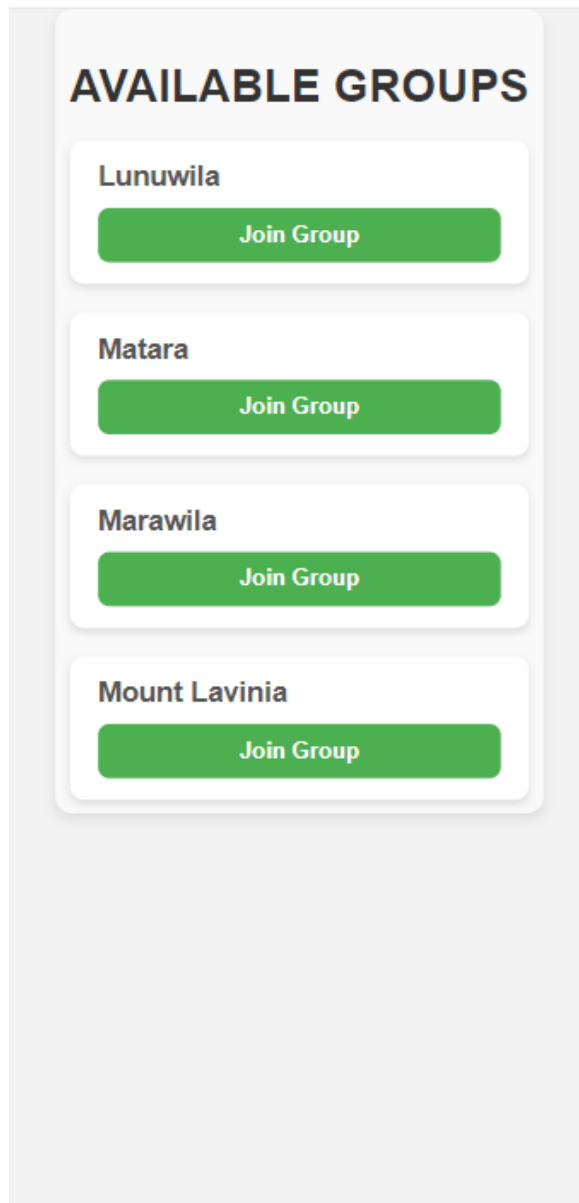 AVAILABLE GROUPS
Lunuwila
Join Group
Matara
Join Group
Marawila
Join Group
Mount Lavinia
Join Group